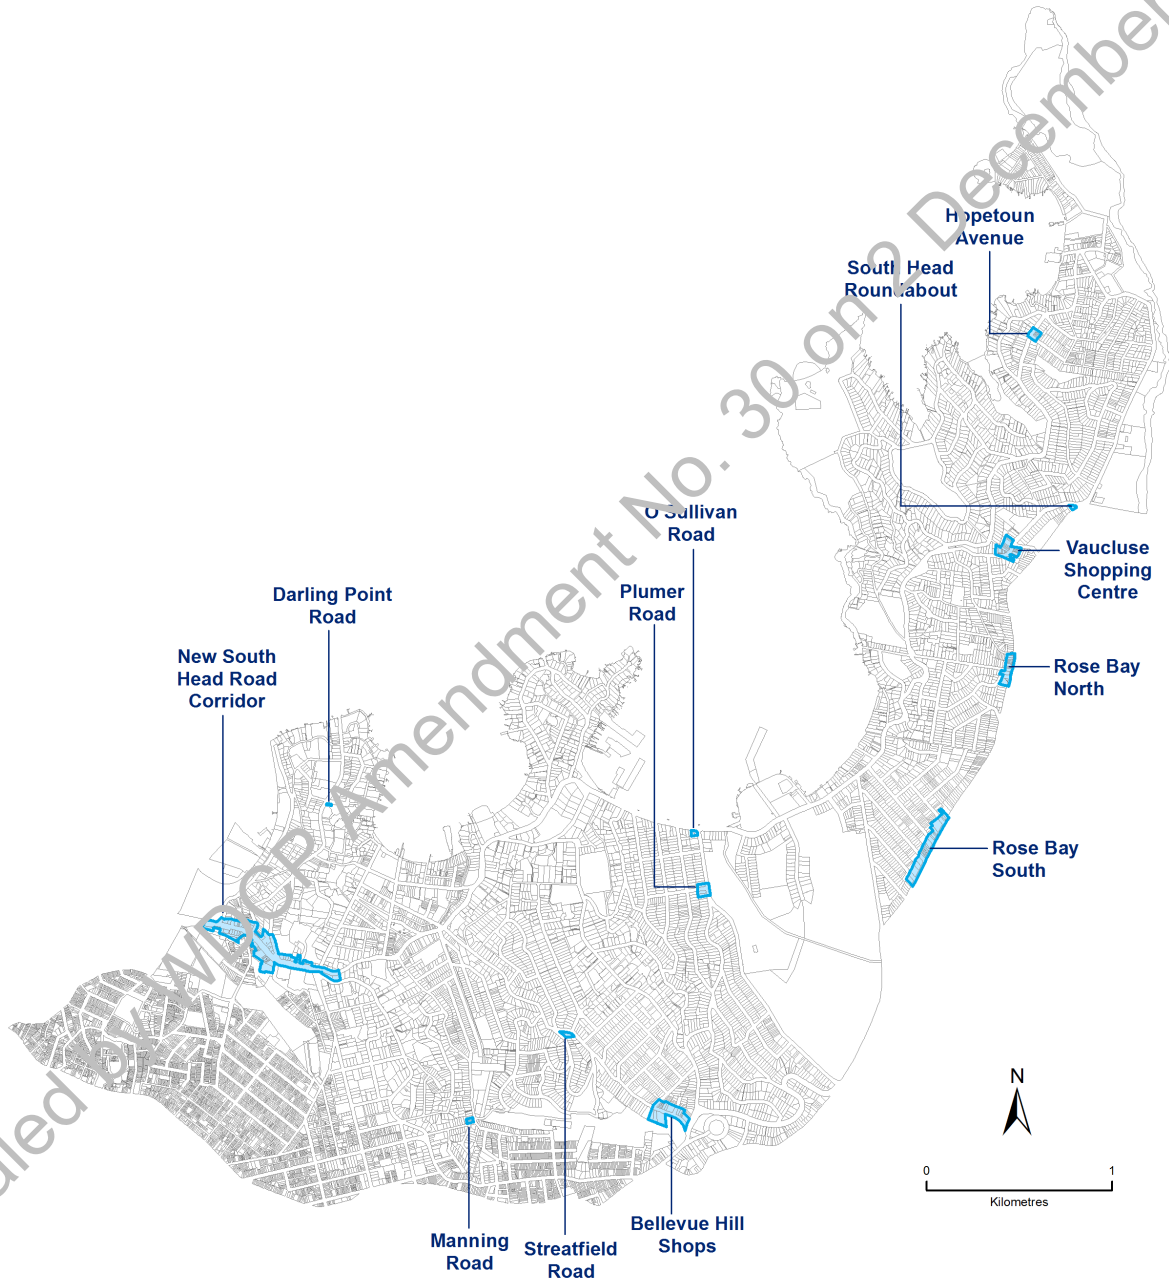 Hopetoun
Avenue
South Head
Roundabout
O'Sullivan
Road
Vaucluse
Shopping
Centre
Darling Point
Road
Plumer
Road
New South
Head Road
Corridor
Rose Bay
North
Rose Bay
South
N
0 1
Kilometres
Bellevue Hill
Shops
Manning
Road
Streatfield
Road
by WDCP Amendment No. 30 on 2 December